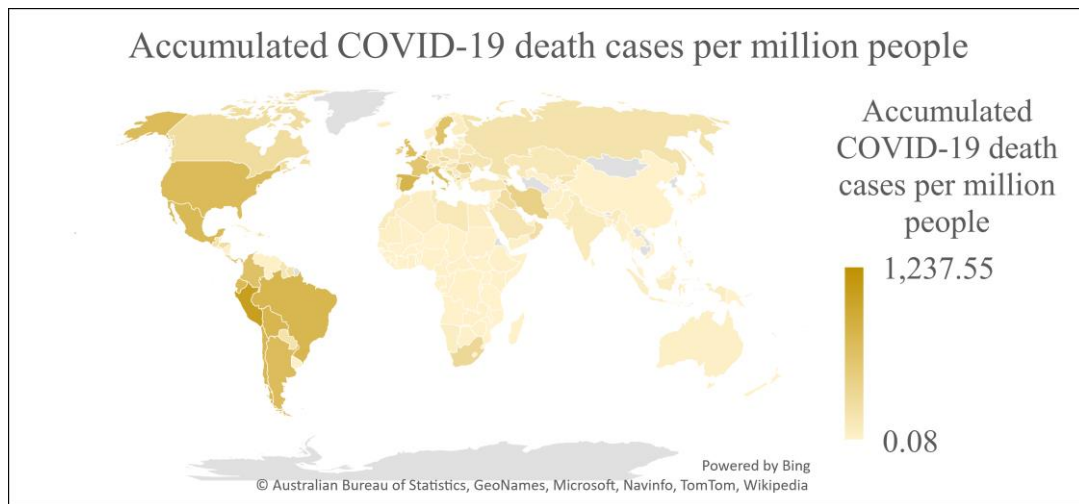 Accumulated COVID-19 death cases per million people
Accumulated
COVID-19 death
cases per million
people
1,237.55
0.08
Powered by Bing
© Australian Bureau of Statistics, GeoNames, Microsoft, Navinfo, TomTom, Wikipedia